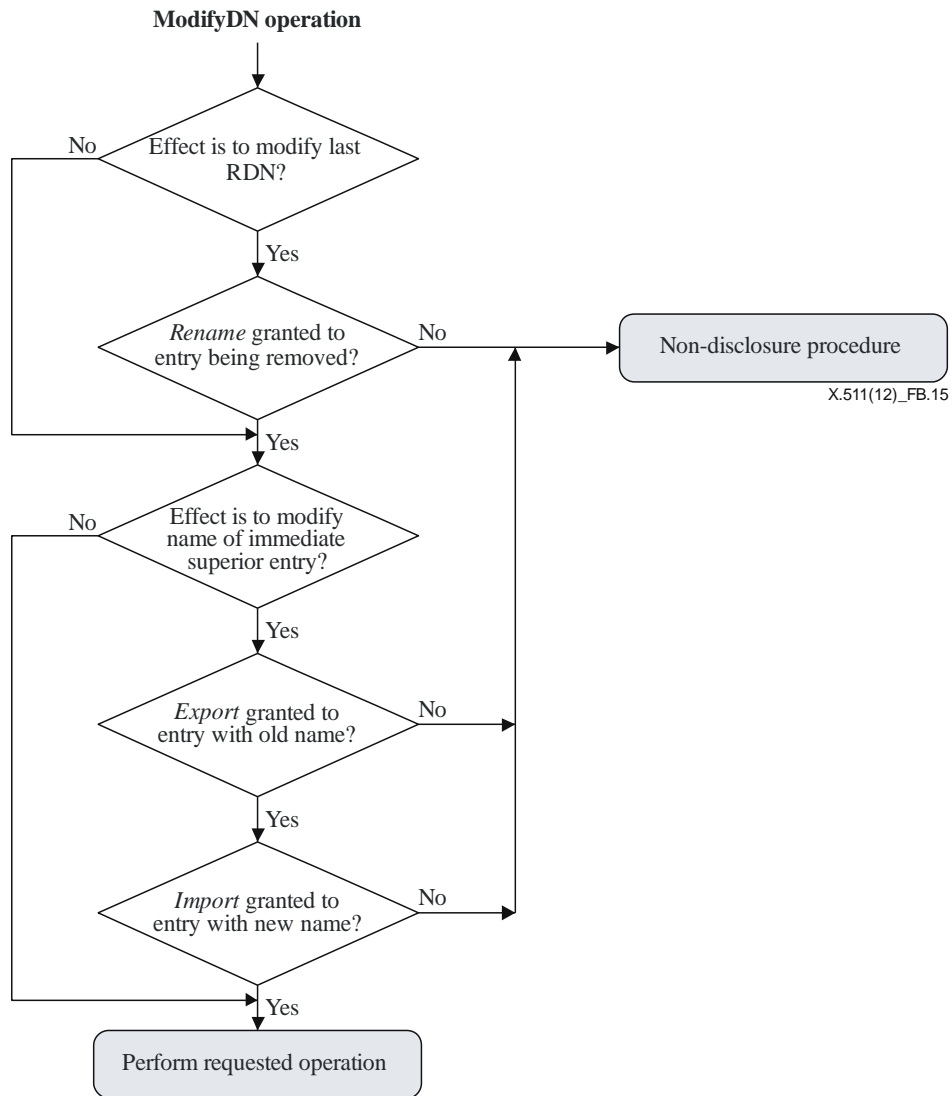 ModifyDN operation
No
Effect is to modify last
RDN?
Yes
Rename granted to
entry being removed?
No
Non-disclosure procedure
X.511(12)_FB.15
Yes
No
Effect is to modify
name of immediate
superior entry?
Yes
Export granted to
entry with old name?
No
Yes
Import granted to
entry with new name?
No
Yes
Perform requested operation